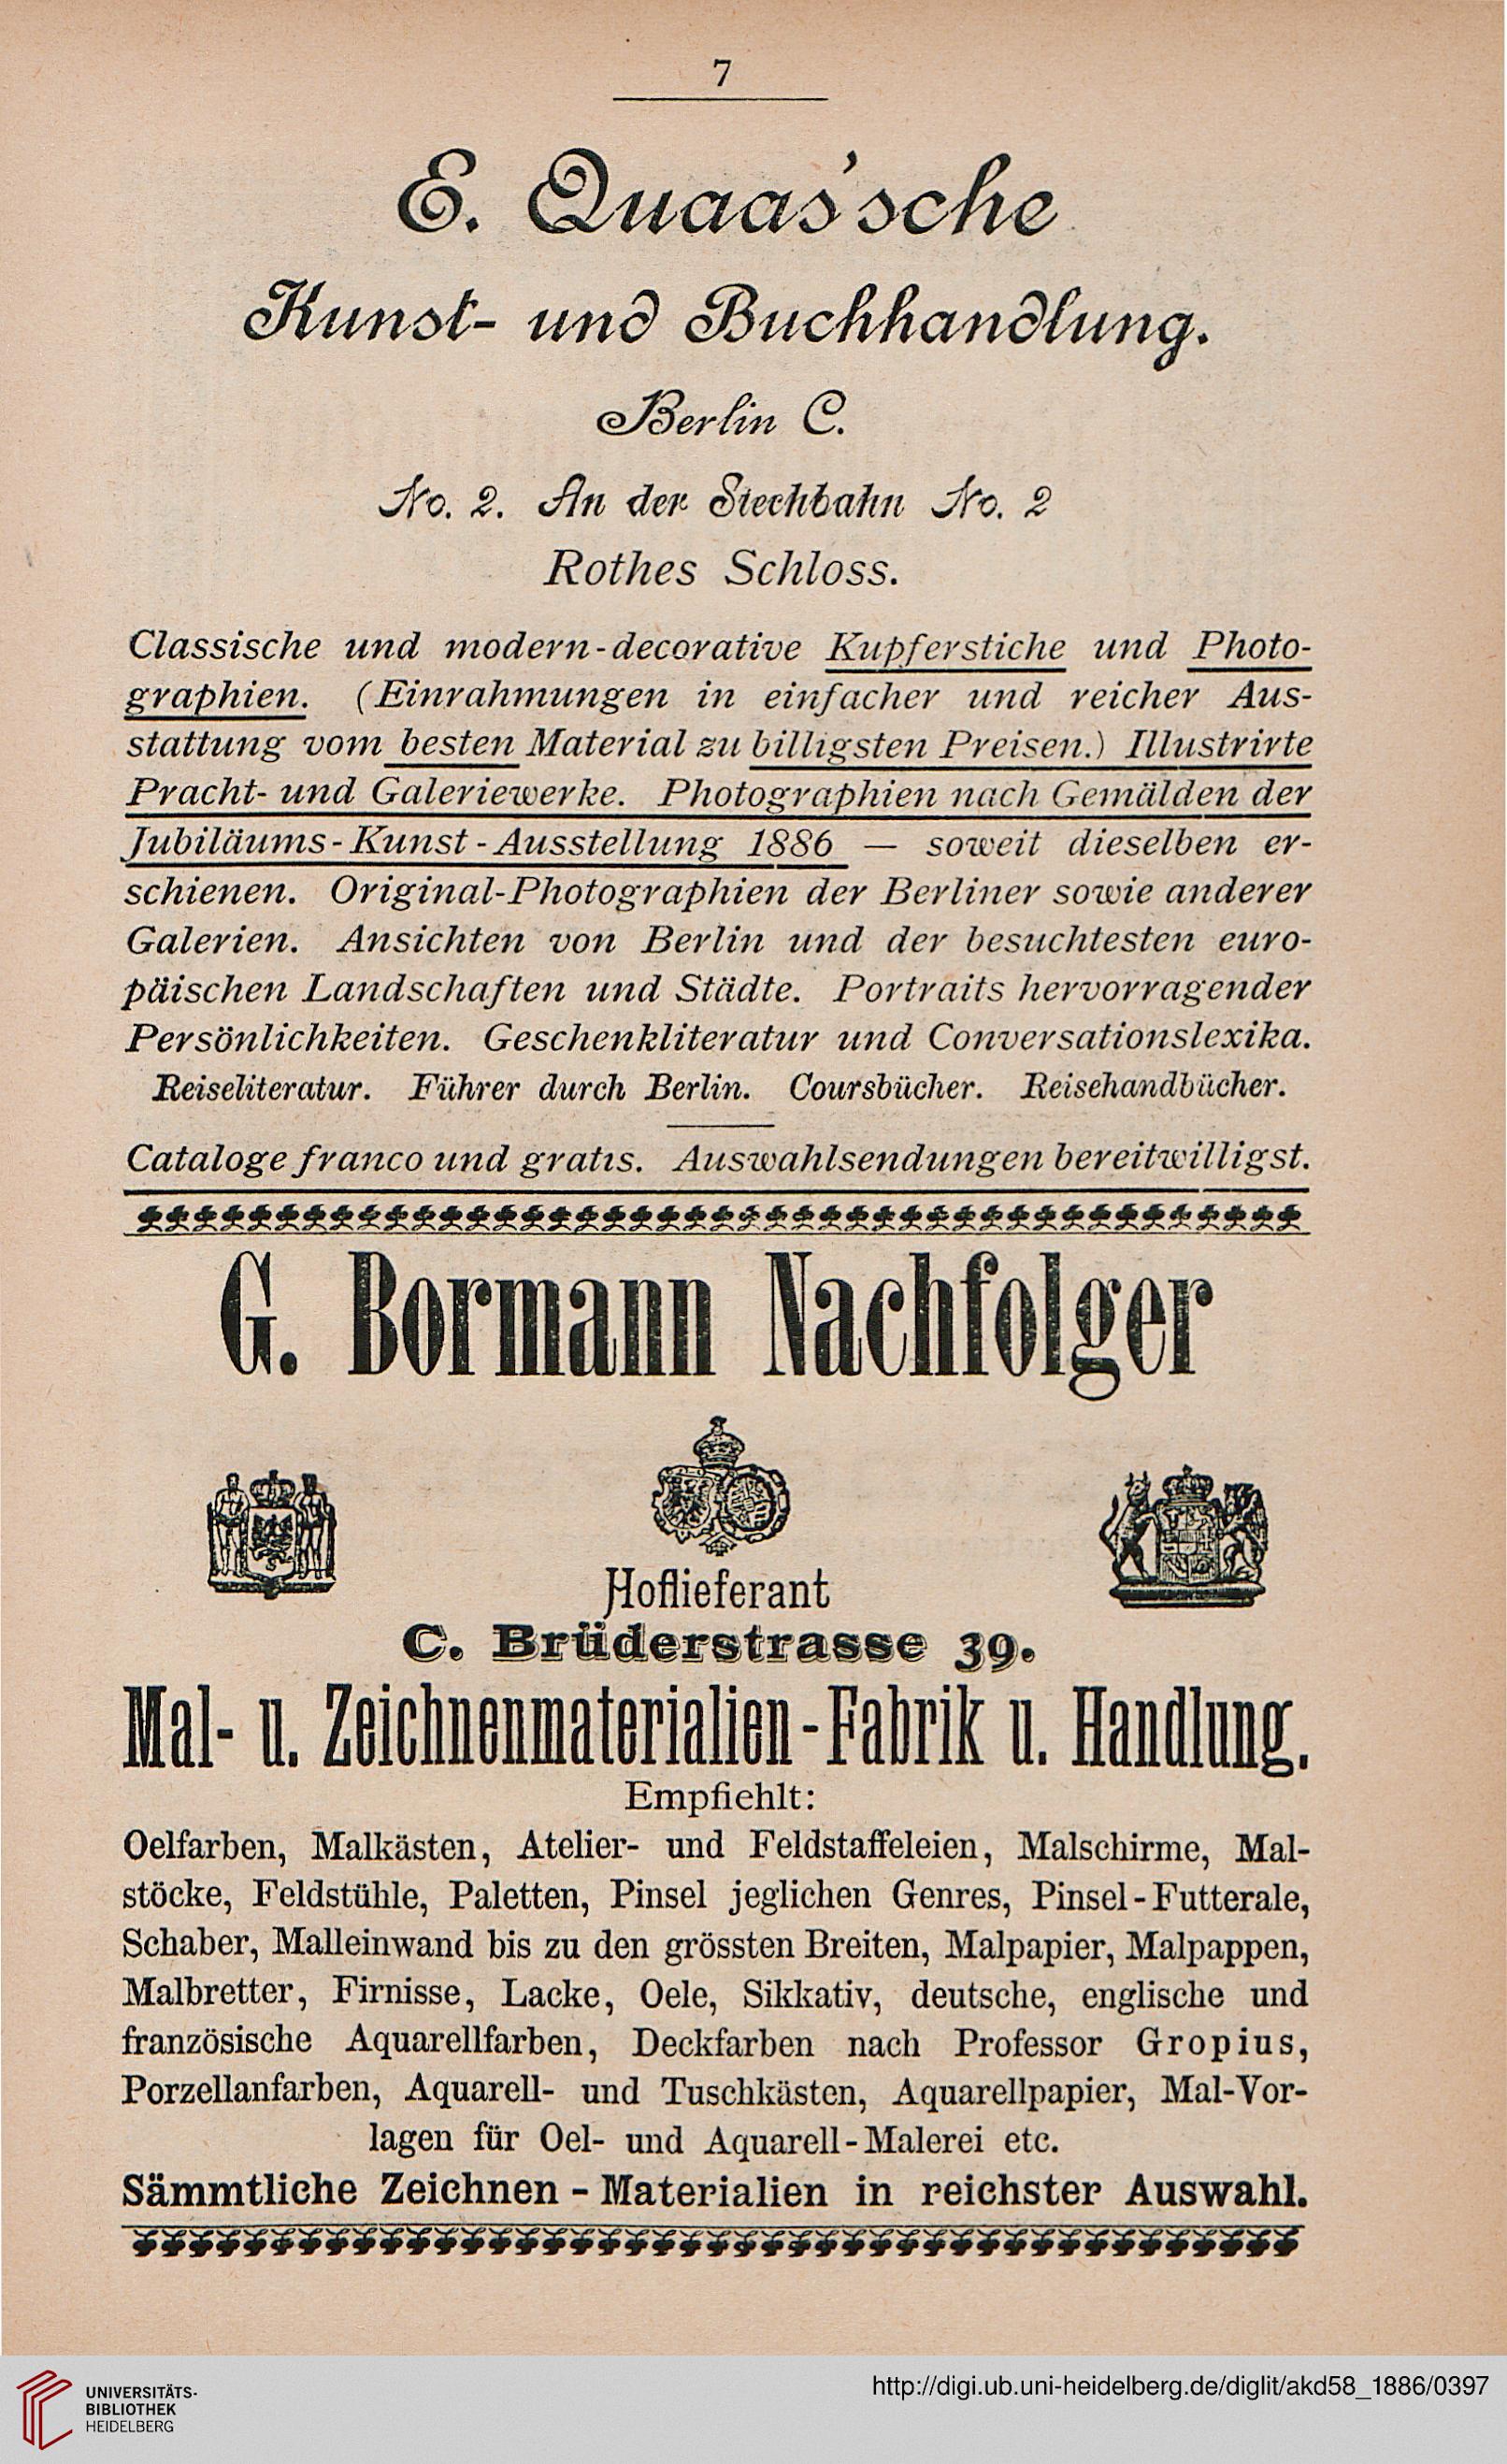 7
E. Quaas'sche
Kunst- und Buchhandlung.
Berlin C.
No. 2. An der Stechbahn No. 2
Rothes Schloss.
Classische und modern-decorative Kupferstiche und Photo-
graphien. (Einrahmungen in einfacher und reicher Aus-
stattung vom besten Material zu billigsten Preisen.) Illustrirte
Pracht- und Galeriewerke. Photographien nach Gemälden der
Jubiläums-Kunst-Ausstellung 1886 — soweit dieselben er-
schienen. Original-Photographien der Berliner sowie anderer
Galerien. Ansichten von Berlin und der besuchtesten euro-
päischen Landschaften und Städte. Portraits hervorragender
Persönlichkeiten. Geschenkliteratur und Conversationslexika.
Reiseliteratur. Führer durch Berlin. Coursbücher. Reisehandbücher.
Cataloge franco und gratis. Auswahlsendungen bereitwilligst.
G. Bormann Nachfolger
Hoflieferant
C. Brüderstrasse 39.
Mal- u. Zeichnenmaterialien-Fabrik u. Handlung.
Empfiehlt:
Oelfarben, Malkästen, Atelier- und Feldstaffeleien, Malschirme, Mal-
stöcke, Feldstühle, Paletten, Pinsel jeglichen Genres, Pinsel-Futterale,
Schaber, Malleinwand bis zu den grössten Breiten, Malpapier, Malpappen,
Malbretter, Firnisse, Lacke, Oele, Sikkativ, deutsche, englische und
französische Aquarellfarben, Deckfarben nach Professor Gropius,
Porzellanfarben, Aquarell- und Tuschkästen, Aquarellpapier, Mal-Vor-
lagen für Oel- und Aquarell-Malerei etc.
Sämmtliche Zeichnen-Materialien in reichster Auswahl.
UNIVERSITÄTS-
BIBLIOTHEK
HEIDELBERG
http://digi.ub.uni-heidelberg.de/diglit/akd58_1886/0397